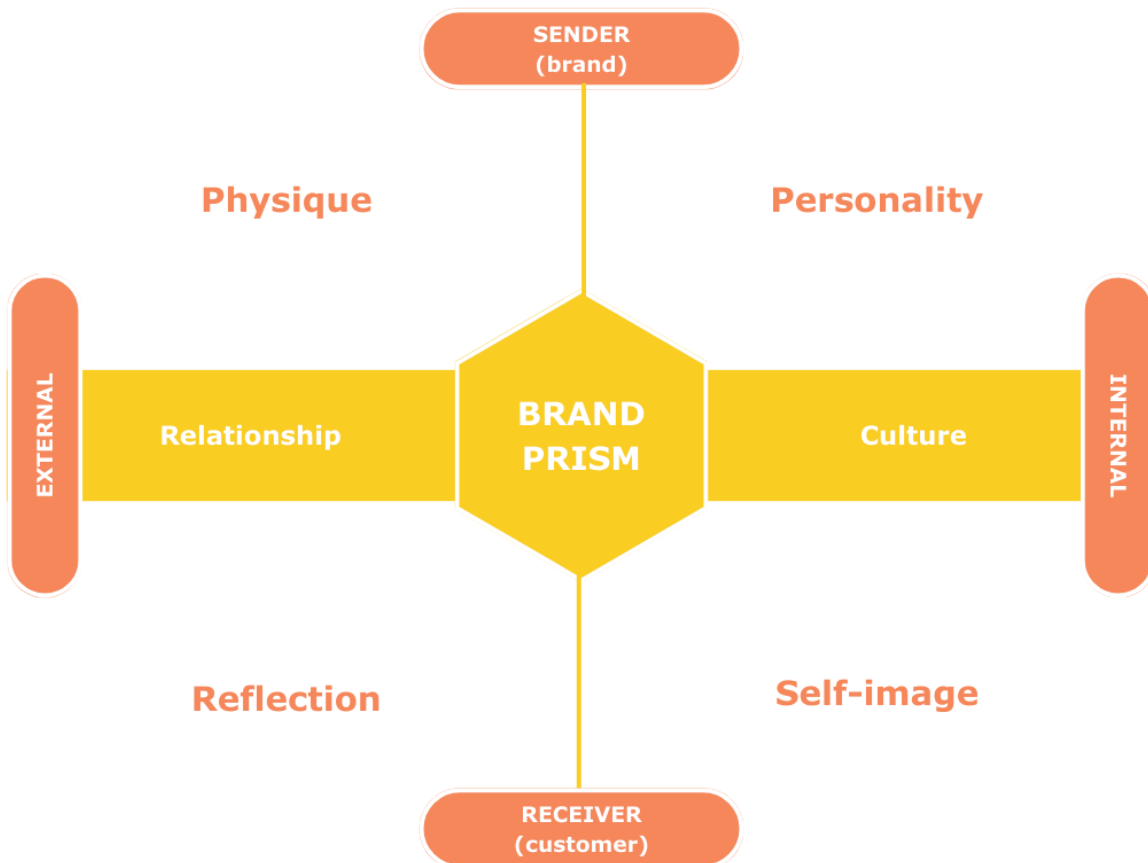 SENDER
(brand)
Physique
Personality
EXTERNAL
Relationship
BRAND
PRISM
Culture
INTERNAL
Reflection
Self-image
RECEIVER
(customer)